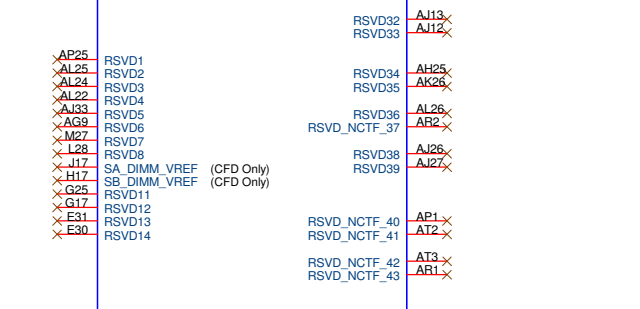 AP25 RSVD1
AL25 RSVD2
AL24 RSVD3
AL22 RSVD4
AJ33 RSVD5
AG9 RSVD6
M27 RSVD7
L28 RSVD8
J17 SA_DIMM_VREF (CFD Only)
H17 SB_DIMM_VREF (CFD Only)
G25 RSVD11
G17 RSVD12
E31 RSVD13
E30 RSVD14
RSVD32 AJ13
RSVD33 AJ12
RSVD34 AH25
RSVD35 AK26
RSVD36 AL26
RSVD_NCTF_37 AR2
RSVD38 AJ26
RSVD39 AJ27
RSVD_NCTF_40 AP1
RSVD_NCTF_41 AT2
RSVD_NCTF_42 AT3
RSVD_NCTF_43 AR1